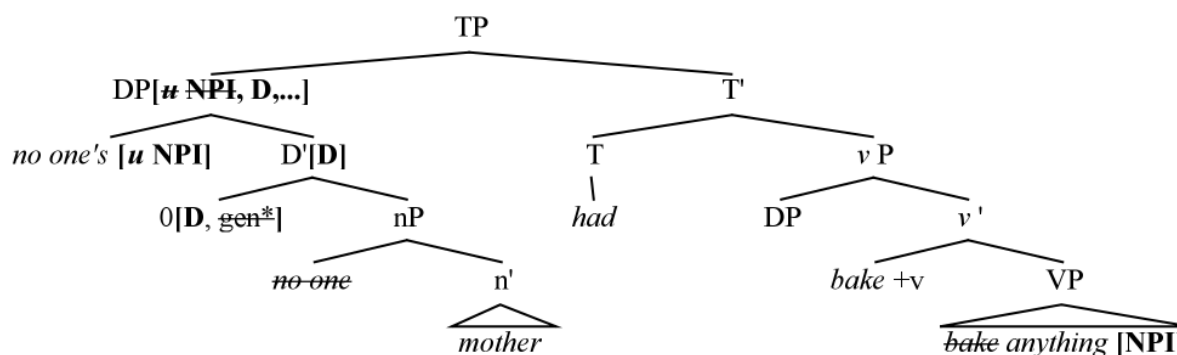 TP
DP[u NPI, D,...] T'
no one's [u NPI] D'[D] T v P
0[D, gen*] nP had DP v '
no one n' bake +v VP
mother bake anything [NPI